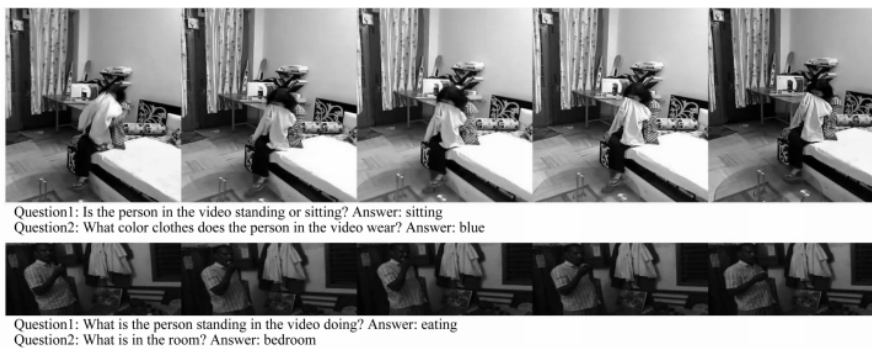 Question1: Is the person in the video standing or sitting? Answer: sitting
Question2: What color clothes does the person in the video wear? Answer: blue
Question1: What is the person standing in the video doing? Answer: eating
Question2: What is in the room? Answer: bedroom